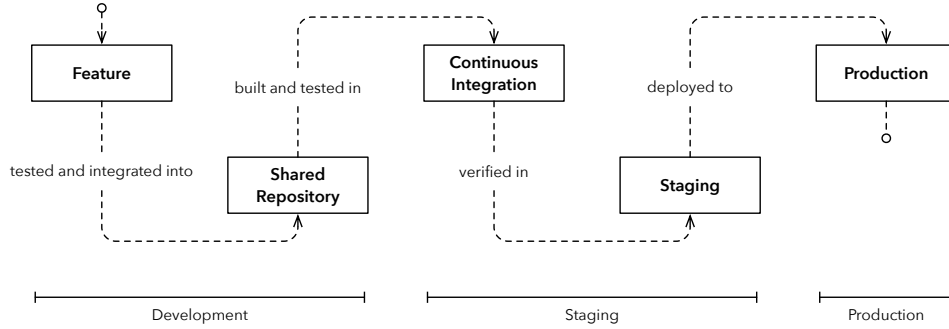 Feature
tested and integrated into
Shared
Repository
built and tested in
Continuous
Integration
verified in
Staging
deployed to
Production
Development
Staging
Production